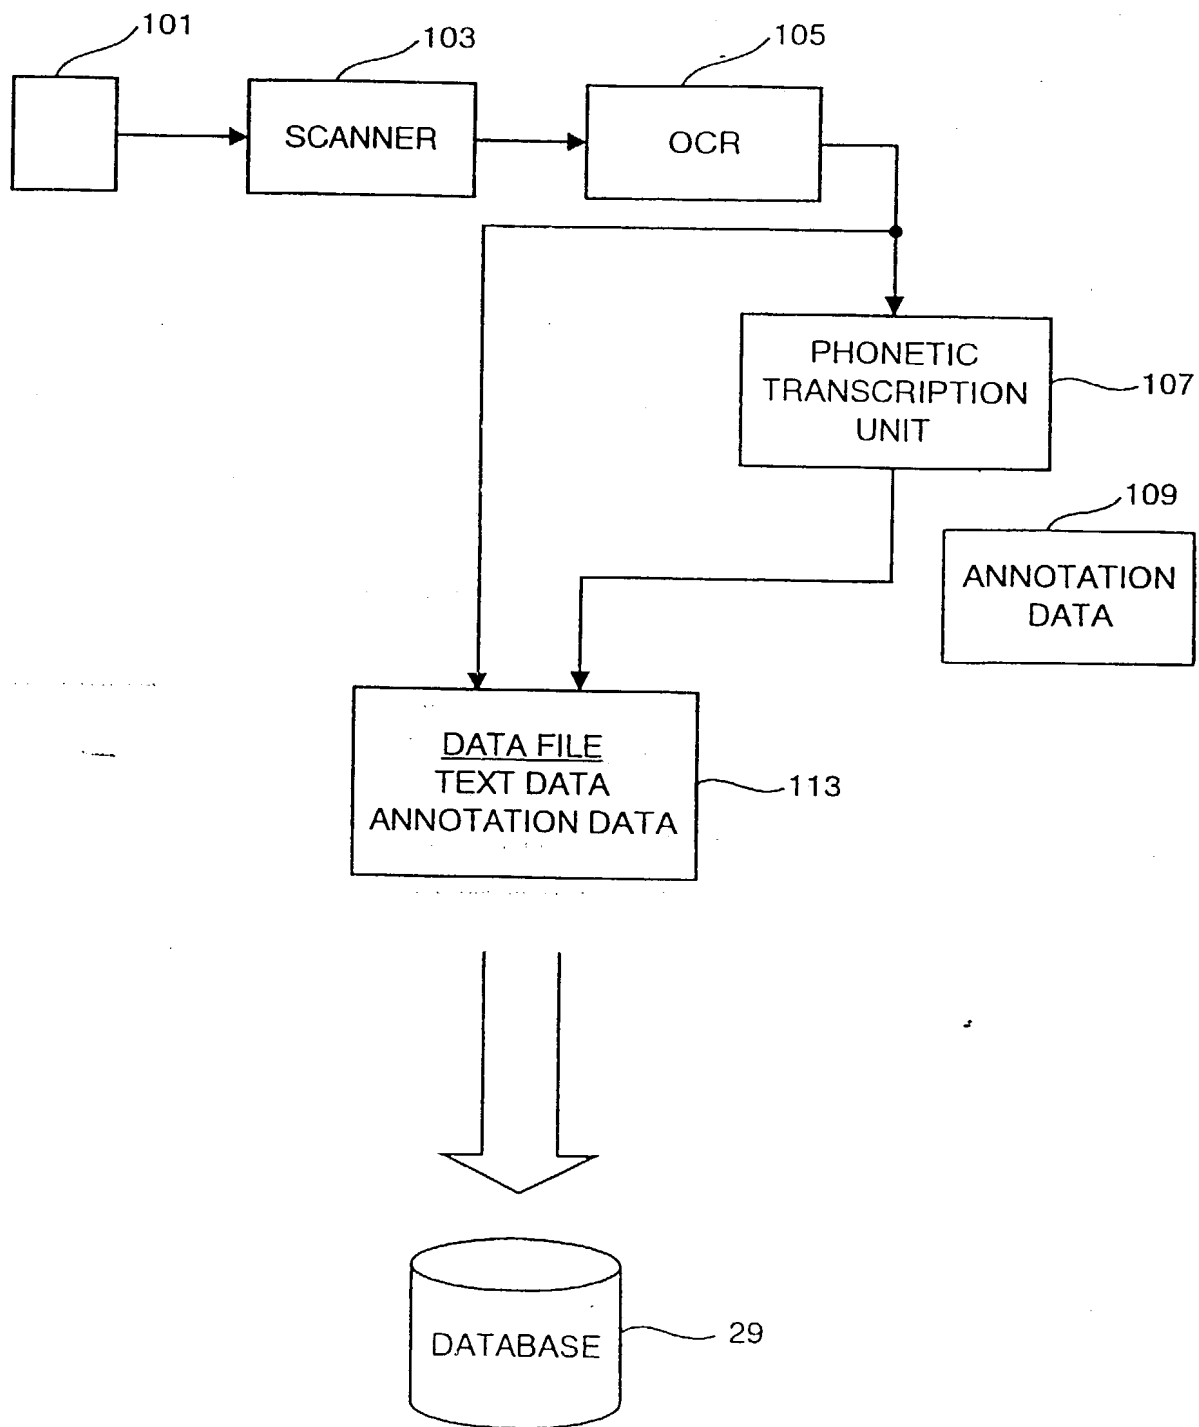 101
103
105
SCANNER
OCR
PHONETIC
TRANSCRIPTION
UNIT
107
109
ANNOTATION
DATA
DATA FILE
TEXT DATA
ANNOTATION DATA
113
DATABASE
29